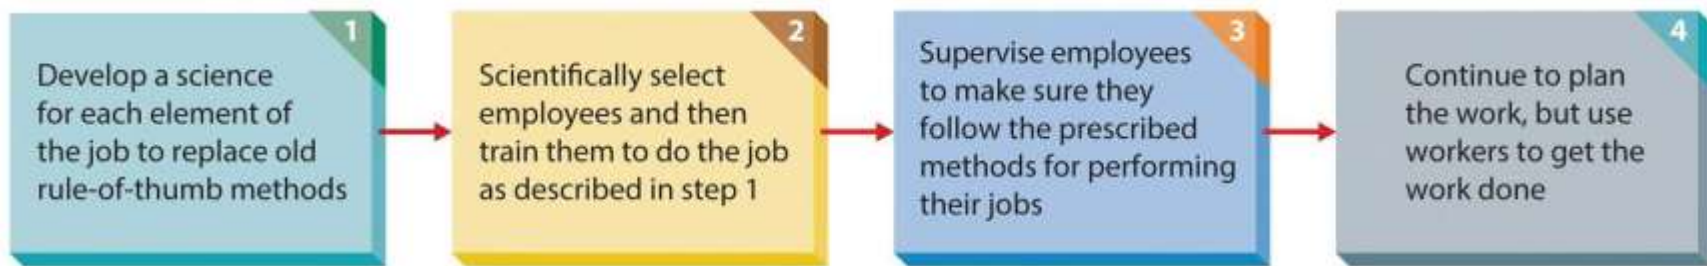 1
Develop a science
for each element of
the job to replace old
rule-of-thumb methods
2
Scientifically select
employees and then
train them to do the job
as described in step 1
3
Supervise employees
to make sure they
follow the prescribed
methods for performing
their jobs
4
Continue to plan
the work, but use
workers to get the
work done